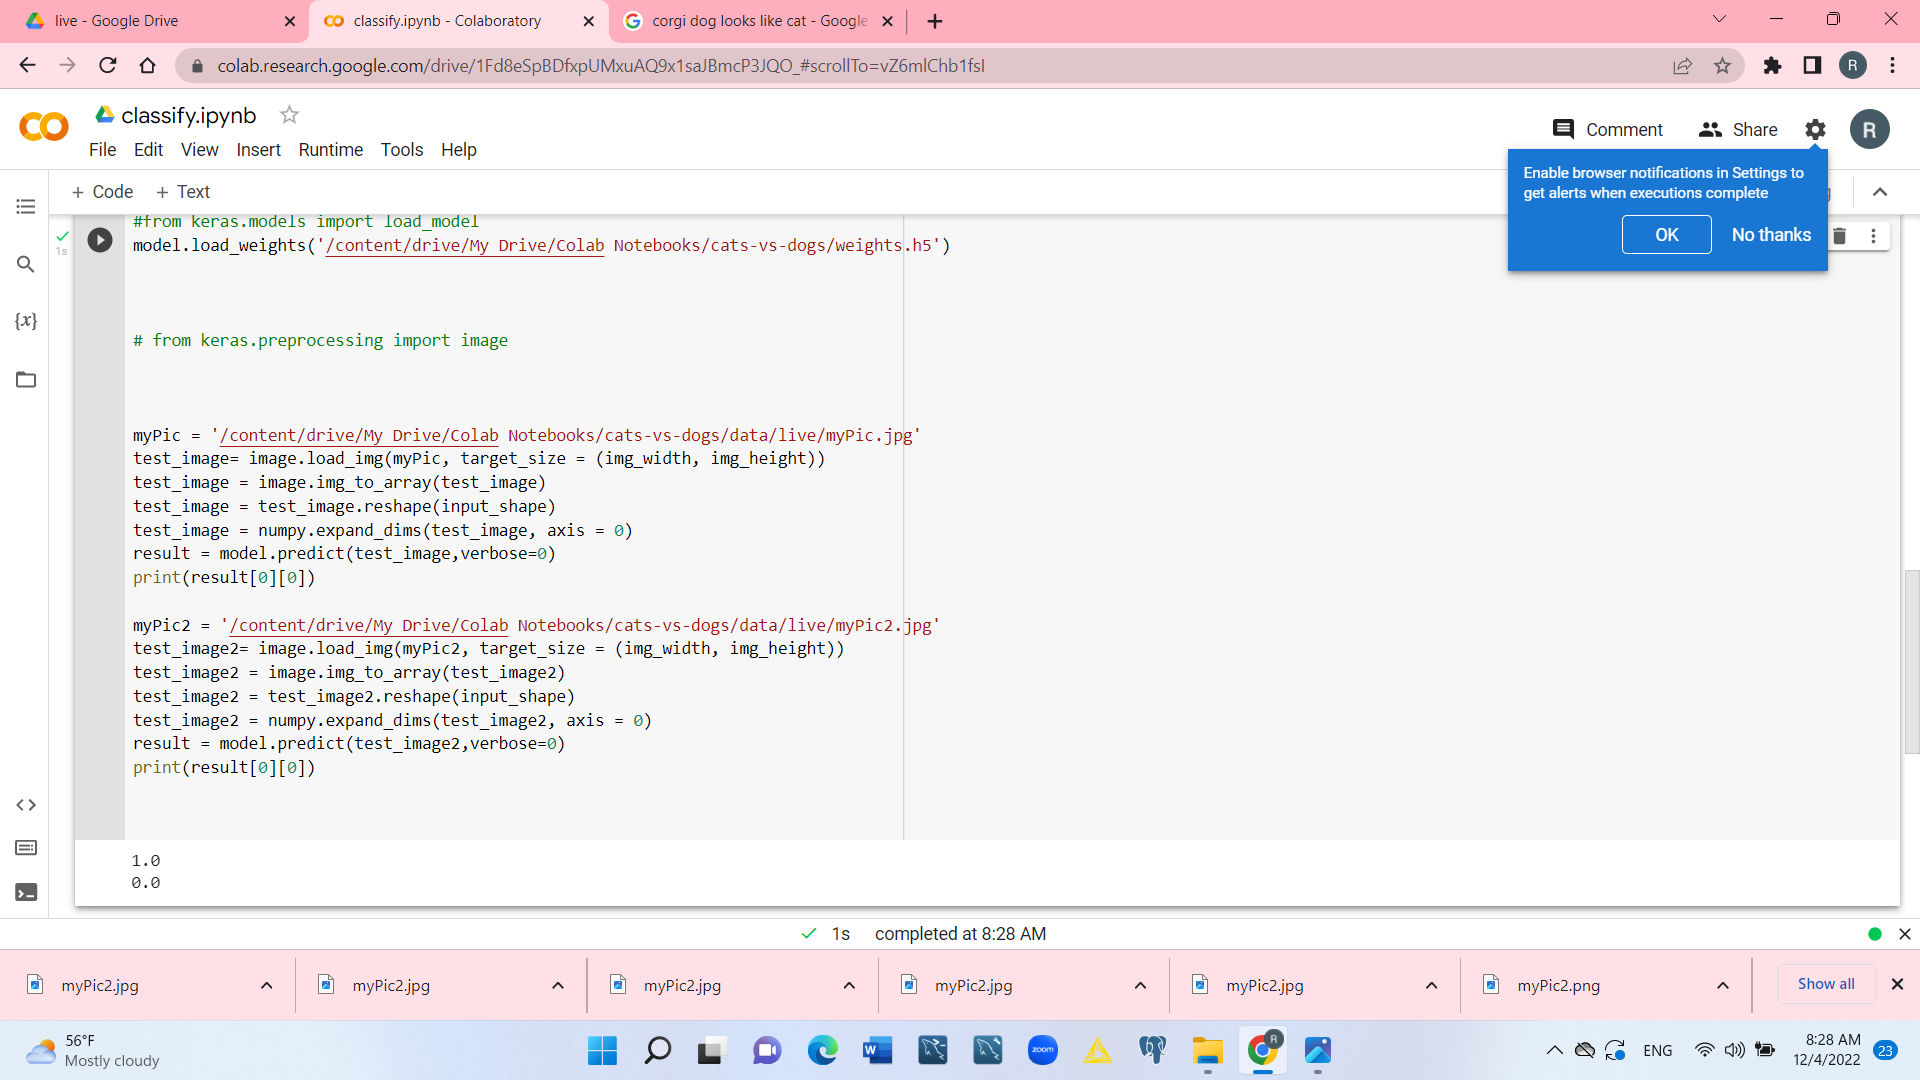 live - Google Drive
classify.ipynb - Colaboratory
corgi dog looks like cat - Google
colab.research.google.com/drive/1Fd8eSpBDfxpUMxuAQ9x1saJBmcP3JQO_#scrollTo=vZ6mlChb1fsI
R
classify.ipynb
Comment
Share
R
File Edit View Insert Runtime Tools Help
Enable browser notifications in Settings to
get alerts when executions complete
OK
No thanks
+ Code + Text
#from keras.models import load_model
1s
model.load_weights('/content/drive/My Drive/Colab Notebooks/cats-vs-dogs/weights.h5')
{x}
# from keras.preprocessing import image
myPic = '/content/drive/My Drive/Colab Notebooks/cats-vs-dogs/data/live/myPic.jpg'
test_image= image.load_img(myPic, target_size = (img_width, img_height))
test_image = image.img_to_array(test_image)
test_image = test_image.reshape(input_shape)
test_image = numpy.expand_dims(test_image, axis = 0)
result = model.predict(test_image,verbose=0)
print(result[0][0])
myPic2 = '/content/drive/My Drive/Colab Notebooks/cats-vs-dogs/data/live/myPic2.jpg'
test_image2= image.load_img(myPic2, target_size = (img_width, img_height))
test_image2 = image.img_to_array(test_image2)
test_image2 = test_image2.reshape(input_shape)
test_image2 = numpy.expand_dims(test_image2, axis = 0)
result = model.predict(test_image2,verbose=0)
print(result[0][0])
1.0
0.0
1s completed at 8:28 AM
myPic2.jpg
myPic2.jpg
myPic2.jpg
myPic2.jpg
myPic2.jpg
myPic2.png
Show all
56°F
Mostly cloudy
W
zoom
R
ENG
8:28 AM
12/4/2022
23